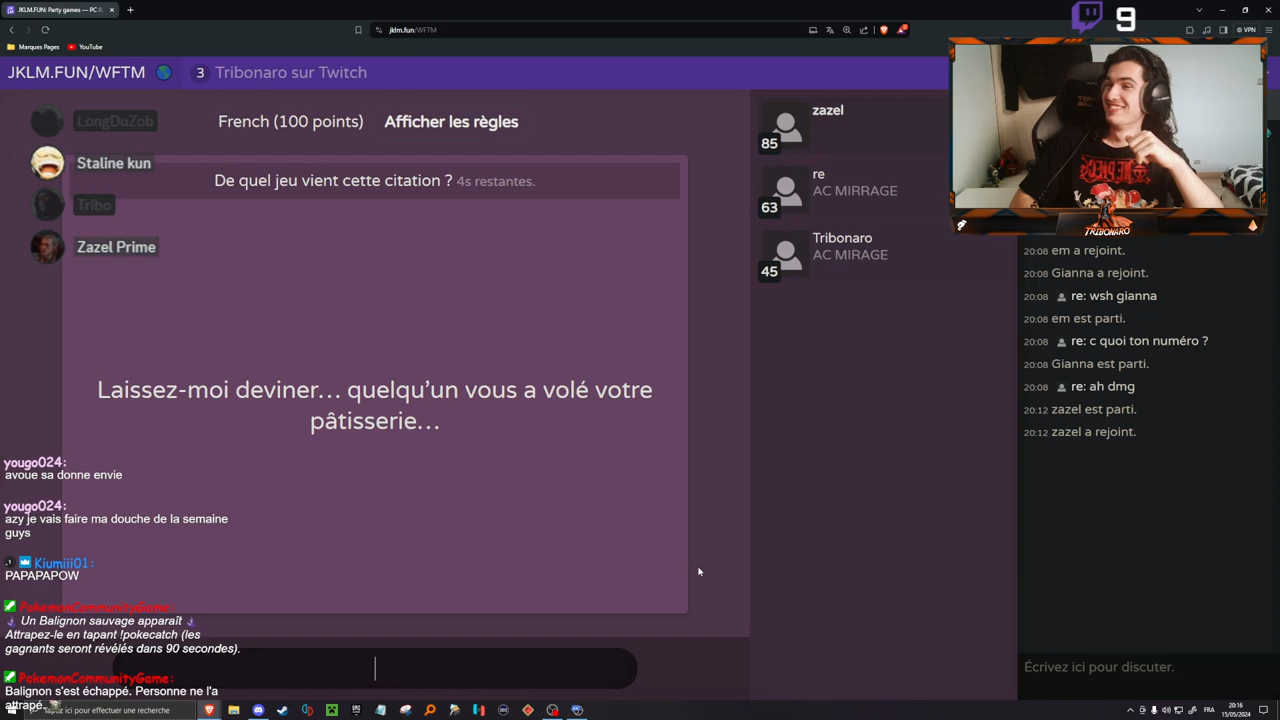 JKLM.FUN: Party games — PC 6
jklm.fun/WFTM
VPN
Marques Pages
YouTube
9
JKLM.FUN/WFTM
3
Tribonaro sur Twitch
LongDuZob
Staline kun
Tribo
Zazel Prime
French (100 points)
Afficher les règles
De quel jeu vient cette citation ? 4s restantes.
Laissez-moi deviner… quelqu’un vous a volé votre
pâtisserie…
zazel
85
re
AC MIRRAGE
63
Tribonaro
AC MIRAGE
45
TRIBONARO
20:08 em a rejoint.
20:08 Gianna a rejoint.
20:08 re: wsh gianna
20:08 em est parti.
20:08 re: c quoi ton numéro ?
20:08 Gianna est parti.
20:08 re: ah dmg
20:12 zazel est parti.
20:12 zazel a rejoint.
Écrivez ici pour discuter.
yougo024:
avoue sa donne envie
yougo024:
azy je vais faire ma douche de la semaine
guys
Kiumiii01:
PAPAPAPOW
PokemonCommunityGame:
Un Balignon sauvage apparaît
Attrapez-le en tapant !pokecatch (les
gagnants seront révélés dans 90 secondes).
PokemonCommunityGame:
Balignon s'est échappé. Personne ne l'a
attrapé.
Tapez ici pour effectuer une recherche
FRA
20:16
15/05/2024